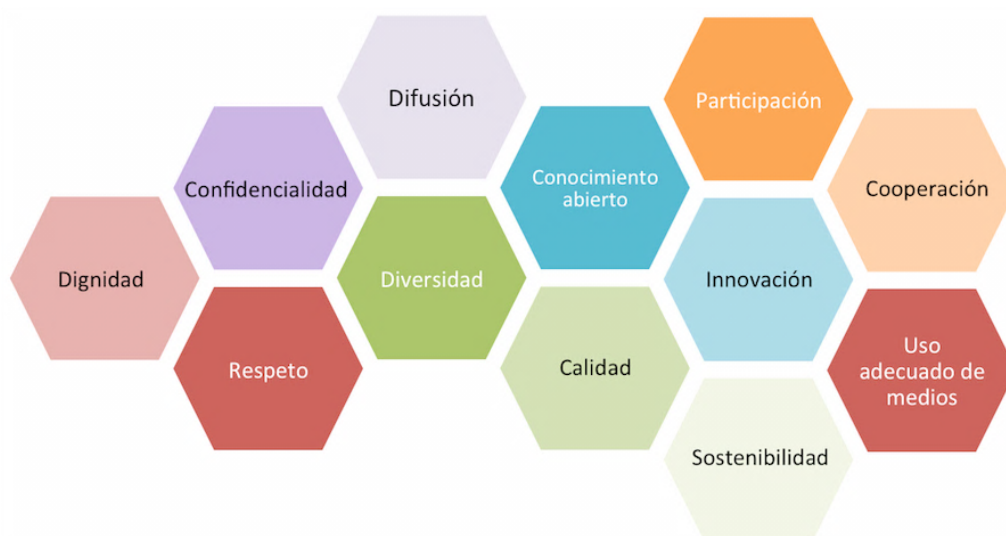 Difusión
Participación
Confidencialidad
Conocimiento
abierto
Cooperación
Dignidad
Diversidad
Innovación
Respeto
Calidad
Uso
adecuado de
medios
Sostenibilidad